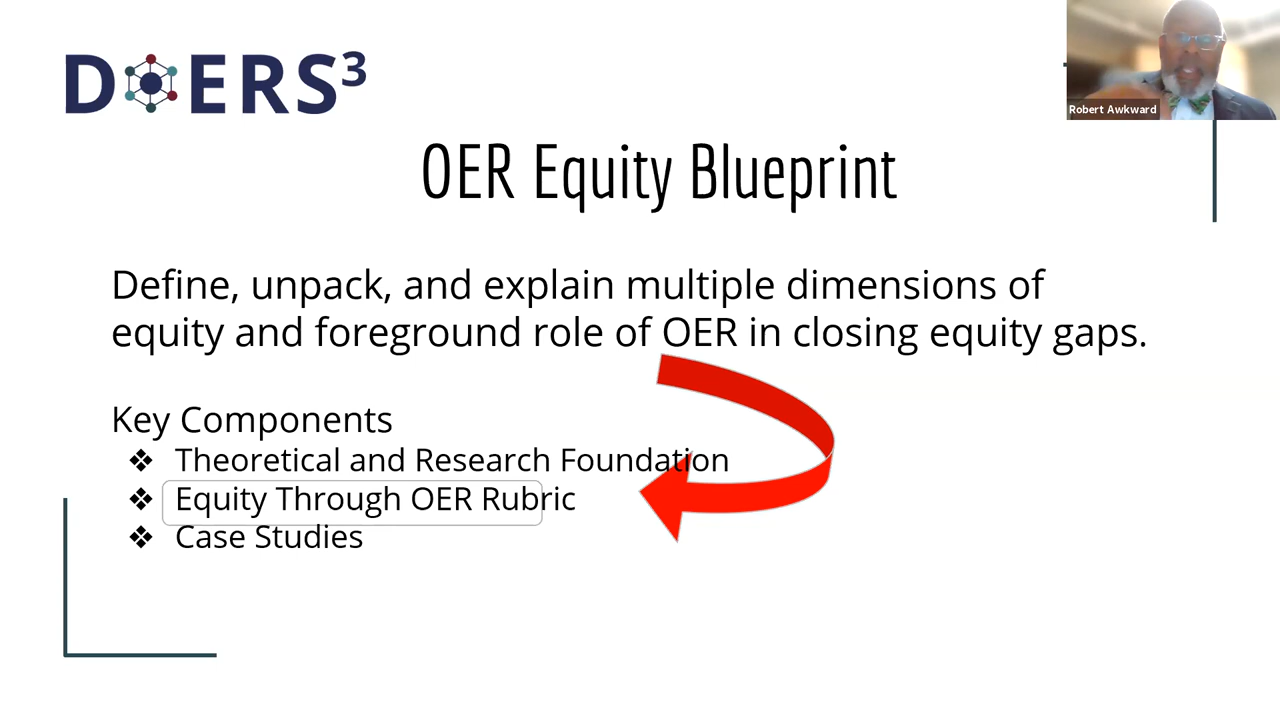 DOERS³
Robert Awkward
OER Equity Blueprint
Define, unpack, and explain multiple dimensions of
equity and foreground role of OER in closing equity gaps.
Key Components
❖ Theoretical and Research Foundation
❖ Equity Through OER Rubric
❖ Case Studies